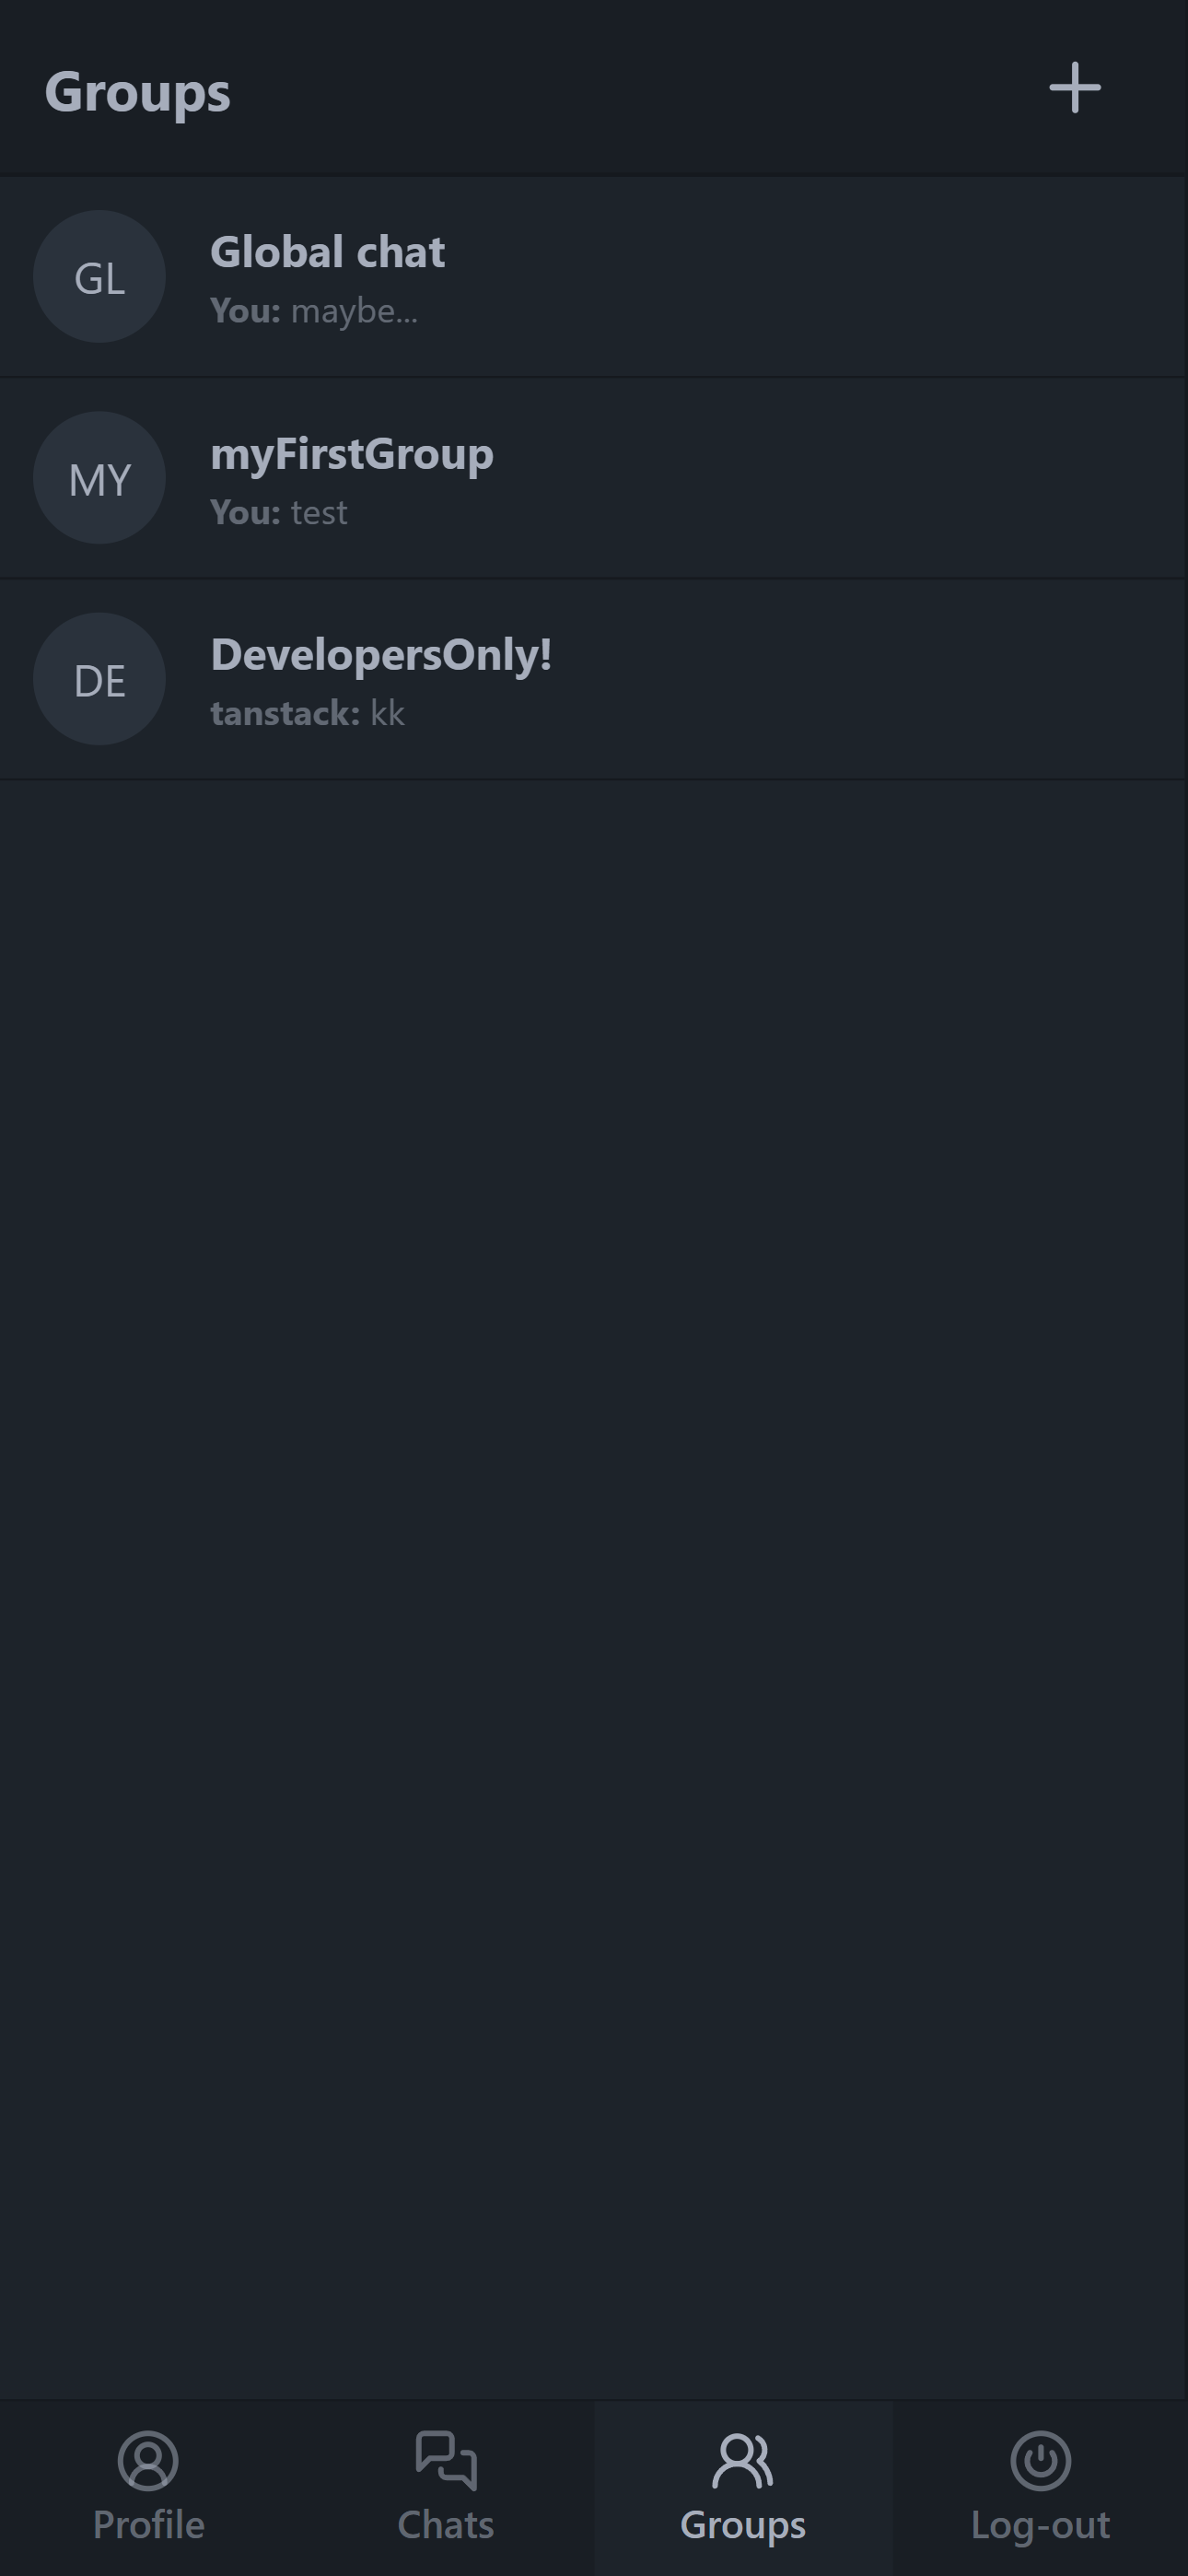 Groups
GL
Global chat
You: maybe...
MY
myFirstGroup
You: test
DE
DevelopersOnly!
tanstack: kk
Profile
Chats
Groups
Log-out